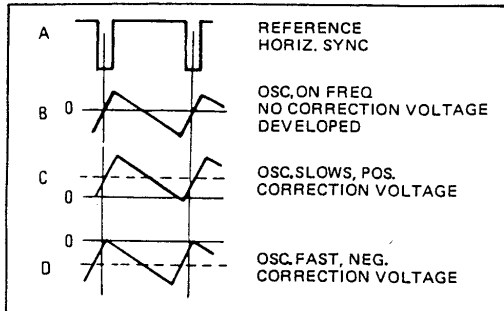 A
REFERENCE
HORIZ. SYNC
B
0
OSC, ON FREQ
NO CORRECTION VOLTAGE
DEVELOPED
C
0
OSC. SLOWS, POS.
CORRECTION VOLTAGE
0
D
OSC. FAST, NEG.
CORRECTION VOLTAGE